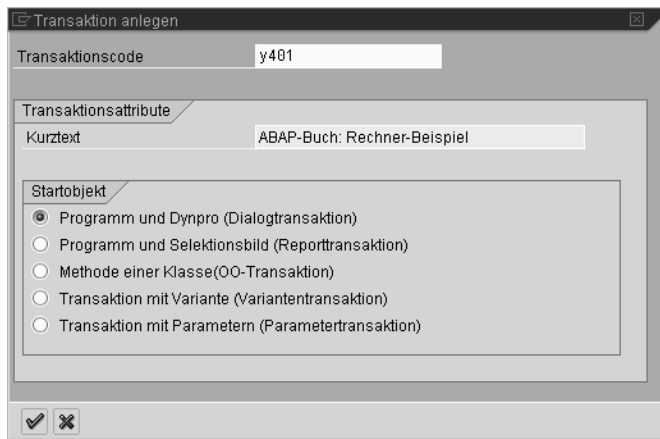 Transaktion anlegen
Transaktionscode y401
Transaktionsattribute
Kurztext ABAP-Buch: Rechner-Beispiel
Startobjekt
Programm und Dynpro (Dialogtransaktion)
Programm und Selektionsbild (Reporttransaktion)
Methode einer Klasse(OO-Transaktion)
Transaktion mit Variante (Variantentransaktion)
Transaktion mit Parametern (Parametertransaktion)